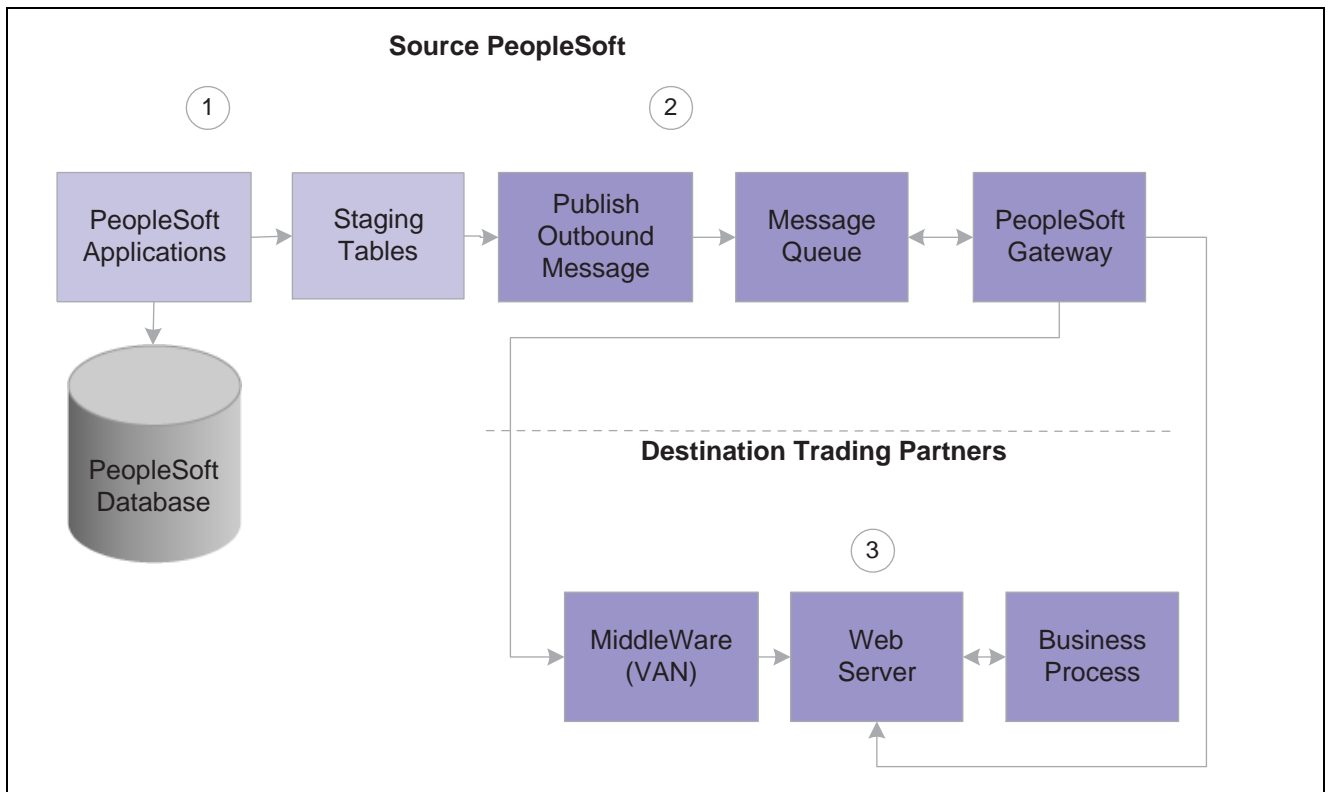 Source PeopleSoft
1
2
PeopleSoft
Applications
Staging
Tables
Publish
Outbound
Message
Message
Queue
PeopleSoft
Gateway
PeopleSoft
Database
Destination Trading Partners
3
MiddleWare
(VAN)
Web
Server
Business
Process